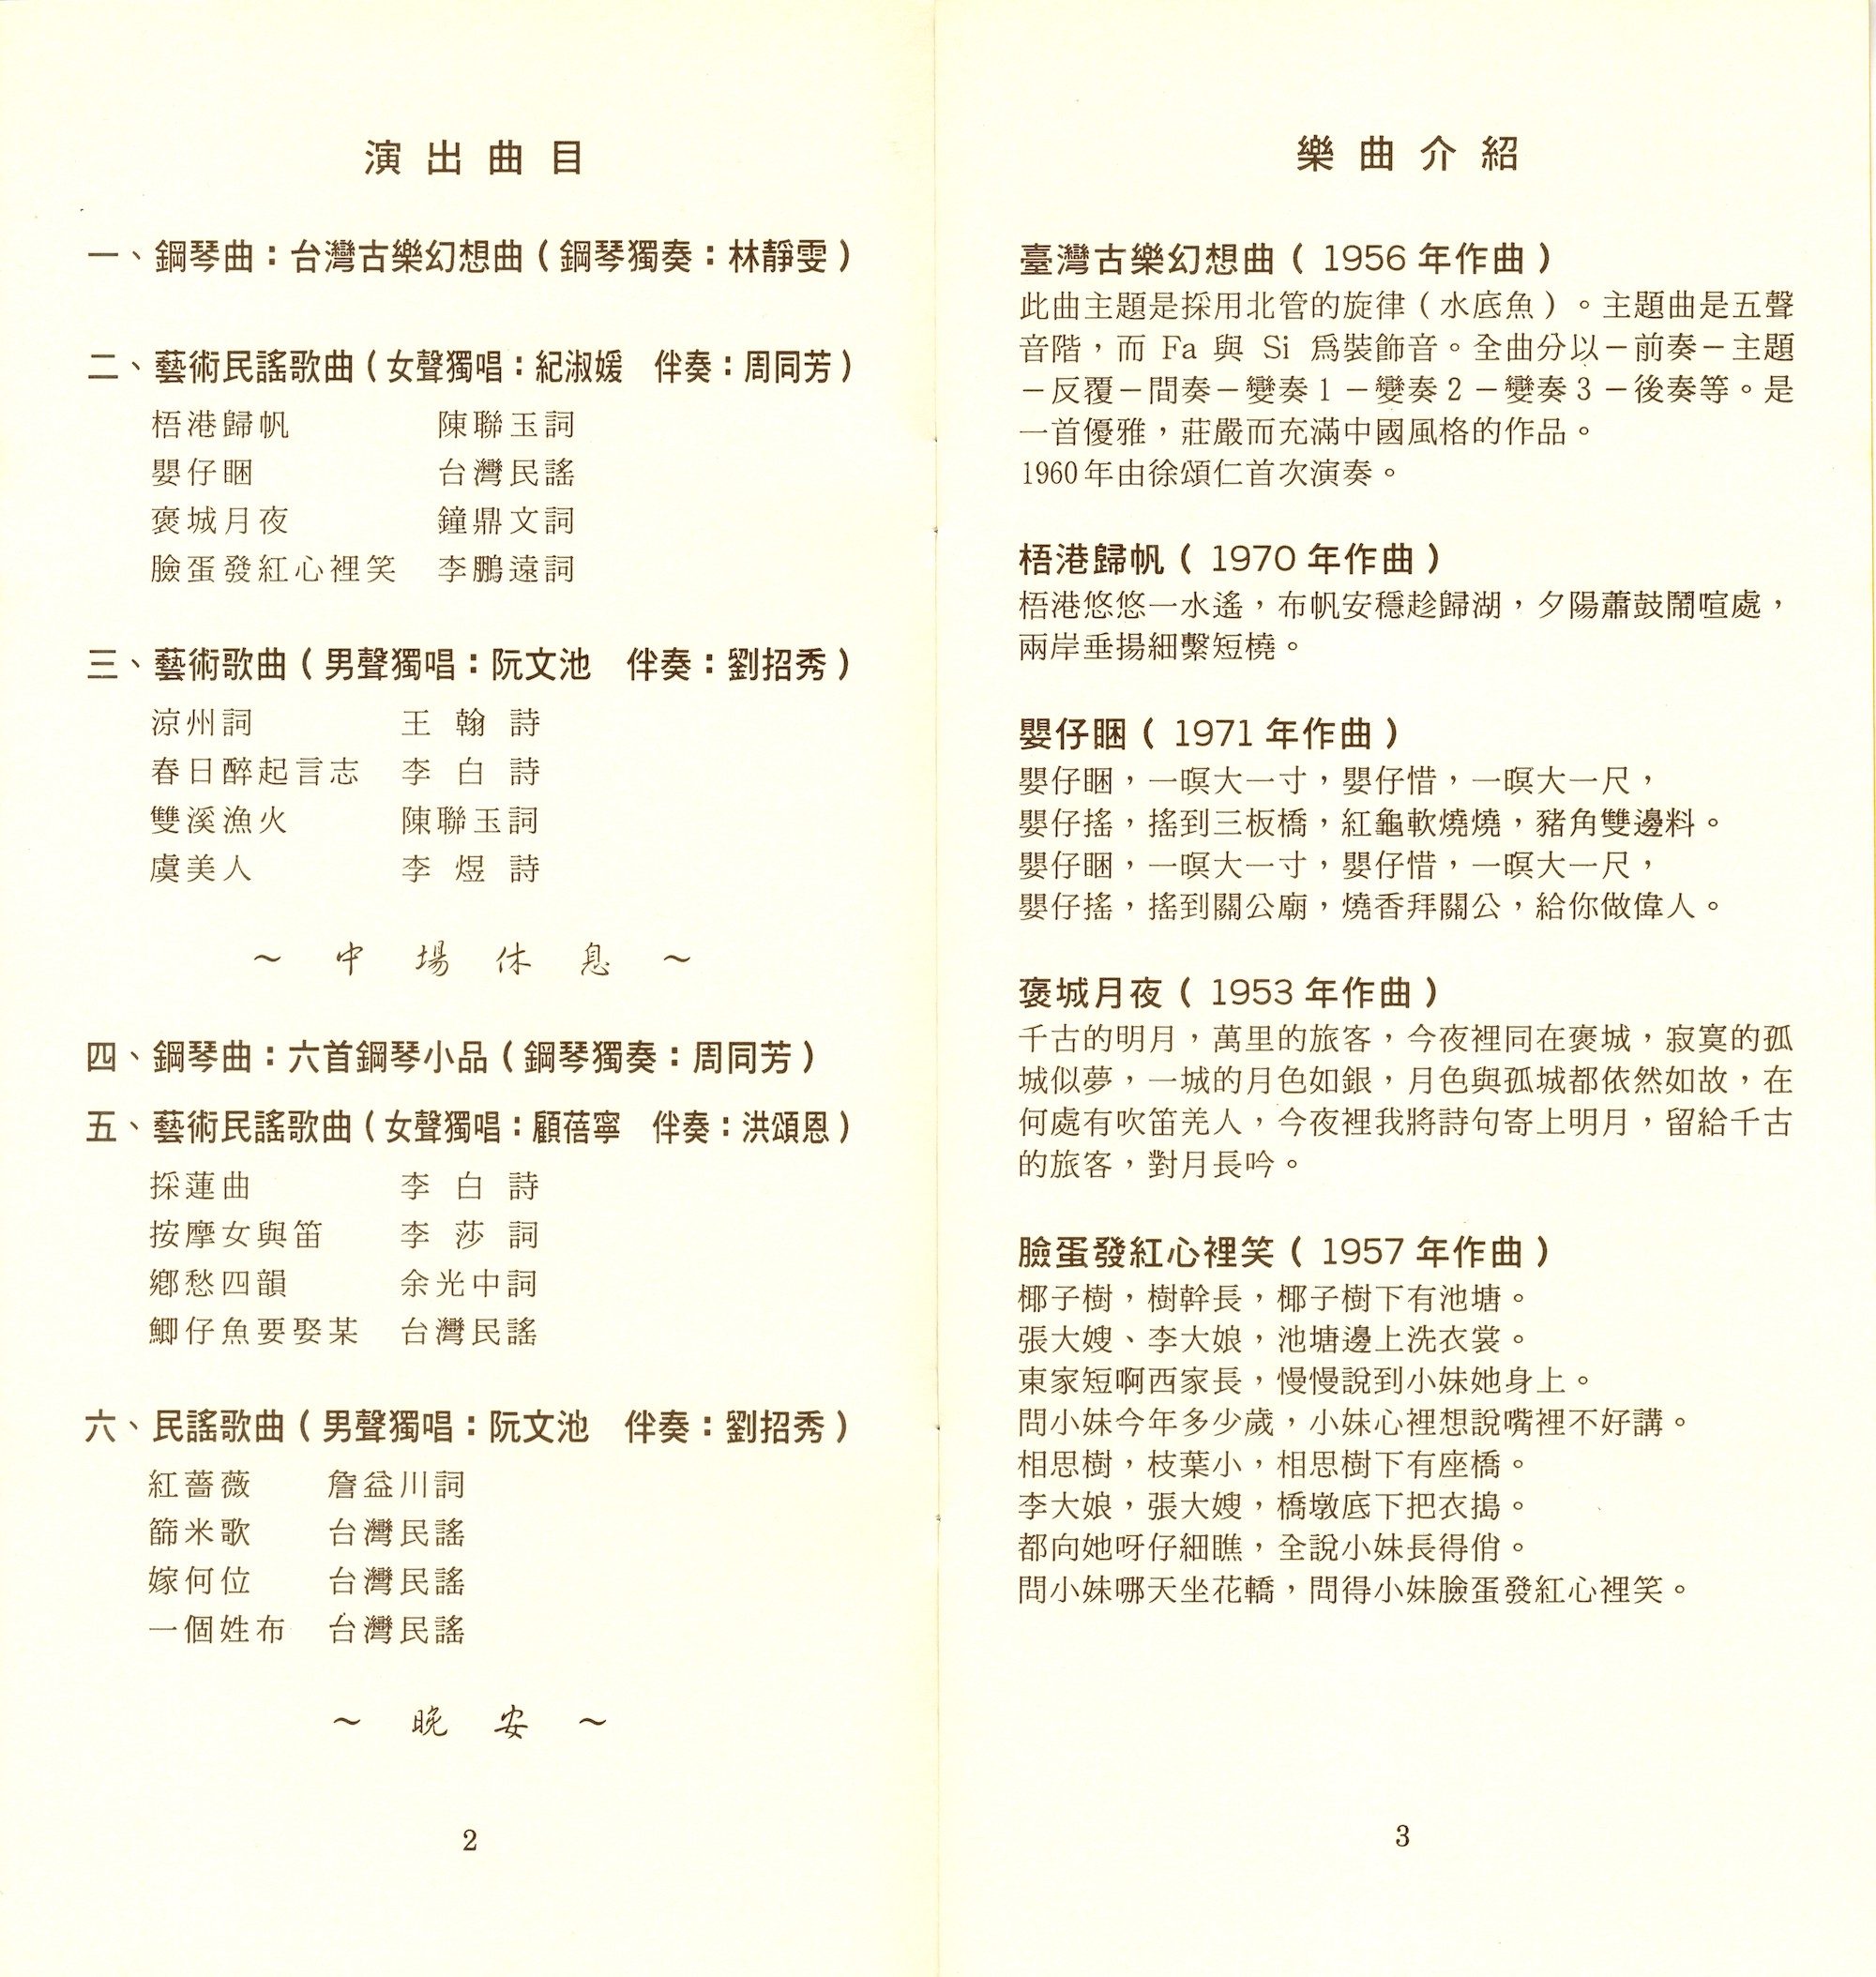 演出曲目
一、鋼琴曲：台灣古樂幻想曲（鋼琴獨奏：林靜雯）
二、藝術民謠歌曲（女聲獨唱：紀淑媛　伴奏：周同芳）
梧港歸帆　陳聯玉詞
嬰仔睏　台灣民謠
褒城月夜　鐘鼎文詞
臉蛋發紅心裡笑　李鵬遠詞
三、藝術歌曲（男聲獨唱：阮文池　伴奏：劉招秀）
涼州詞　王翰詩
春日醉起言志　李白詩
雙溪漁火　陳聯玉詞
虞美人　李煜詩
～中場休息～
四、鋼琴曲：六首鋼琴小品（鋼琴獨奏：周同芳）
五、藝術民謠歌曲（女聲獨唱：顧蓓寧　伴奏：洪頌恩）
採蓮曲　李白詩
按摩女與笛　李莎詞
鄉愁四韻　余光中詞
鯽仔魚要娶某　台灣民謠
六、民謠歌曲（男聲獨唱：阮文池　伴奏：劉招秀）
紅薔薇　詹益川詞
篩米歌　台灣民謠
嫁何位　台灣民謠
一個姓布　台灣民謠
～晚安～
2
樂曲介紹
臺灣古樂幻想曲（1956年作曲）
此曲主題是採用北管的旋律（水底魚）。主題曲是五聲
音階，而 Fa 與 Si 爲裝飾音。全曲分以－前奏－主題
－反覆－間奏－變奏1－變奏2－變奏3－後奏等。是
一首優雅，莊嚴而充滿中國風格的作品。
1960年由徐頌仁首次演奏。
梧港歸帆（1970年作曲）
梧港悠悠一水遙，布帆安穩趁歸湖，夕陽蕭鼓鬧喧處，
兩岸垂揚細繫短橈。
嬰仔睏（1971年作曲）
嬰仔睏，一暝大一寸，嬰仔惜，一暝大一尺，
嬰仔搖，搖到三板橋，紅龜軟燒燒，豬角雙邊料。
嬰仔睏，一暝大一寸，嬰仔惜，一暝大一尺，
嬰仔搖，搖到關公廟，燒香拜關公，給你做偉人。
褒城月夜（1953年作曲）
千古的明月，萬里的旅客，今夜裡同在褒城，寂寞的孤
城似夢，一城的月色如銀，月色與孤城都依然如故，在
何處有吹笛羌人，今夜裡我將詩句寄上明月，留給千古
的旅客，對月長吟。
臉蛋發紅心裡笑（1957年作曲）
椰子樹，樹幹長，椰子樹下有池塘。
張大嫂、李大娘，池塘邊上洗衣裳。
東家短啊西家長，慢慢說到小妹她身上。
問小妹今年多少歲，小妹心裡想說嘴裡不好講。
相思樹，枝葉小，相思樹下有座橋。
李大娘，張大嫂，橋墩底下把衣搗。
都向她呀仔細瞧，全說小妹長得俏。
問小妹哪天坐花轎，問得小妹臉蛋發紅心裡笑。
3